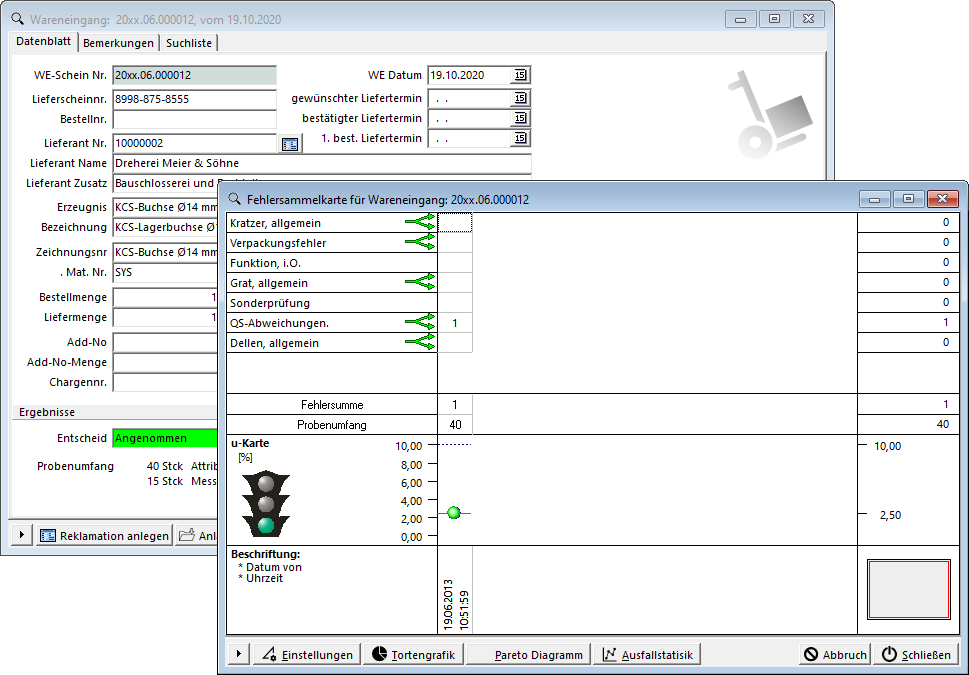 Wareneingang: 20xx.06.000012, vom 19.10.2020
Datenblatt Bemerkungen Suchliste
WE-Schein Nr. 20xx.06.000012 WE Datum 19.10.2020 15
Lieferscheinnr. 8998-875-8555 gewünschter Liefertermin . . 15
Bestellnr. bestätigter Liefertermin . . 15
Lieferant Nr. 10000002 1. best. Liefertermin . . 15
Lieferant Name Dreherei Meier & Söhne
Lieferant Zusatz Bauschlosserei und
Erzeugnis KCS-Buchse Ø14 mm
Bezeichnung KCS-Lagerbuchse Ø1
Zeichnungsnr KCS-Buchse Ø14 mm
. Mat. Nr. SYS
Bestellmenge 1
Liefermenge 1
Add-No
Add-No-Menge
Chargennr.
Ergebnisse
Entscheid Angenommen
Probenumfang 40 Stck Attrib
15 Stck Mess
Reklamation anlegen Anl
Fehlersammelkarte für Wareneingang: 20xx.06.000012
Kratzer, allgemein 0
Verpackungsfehler 0
Funktion, i.O. 0
Grat, allgemein 0
Sonderprüfung 0
QS-Abweichungen. 1 1
Dellen, allgemein 0
Fehlersumme 1 1
Probenumfang 40 40
u-Karte 10,00 10,00
[%]
8,00
6,00
4,00
2,00 2,50
0,00
Beschriftung:
* Datum von
* Uhrzeit
19.06.2013
10:51:59
Einstellungen Tortengrafik Pareto Diagramm Ausfallstatistik Abbruch Schließen